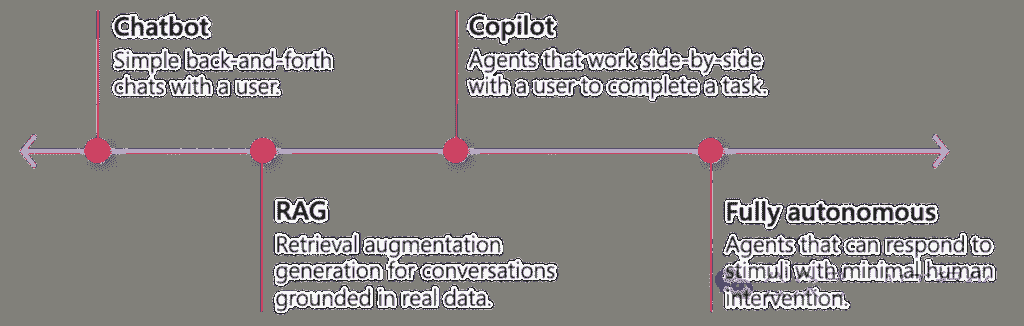 Chatbot
Simple back-and-forth
chats with a user.
Copilot
Agents that work side-by-side
with a user to complete a task.
RAG
Retrieval augmentation
generation for conversations
grounded in real data.
Fully autonomous
Agents that can respond to
stimuli with minimal human
intervention.